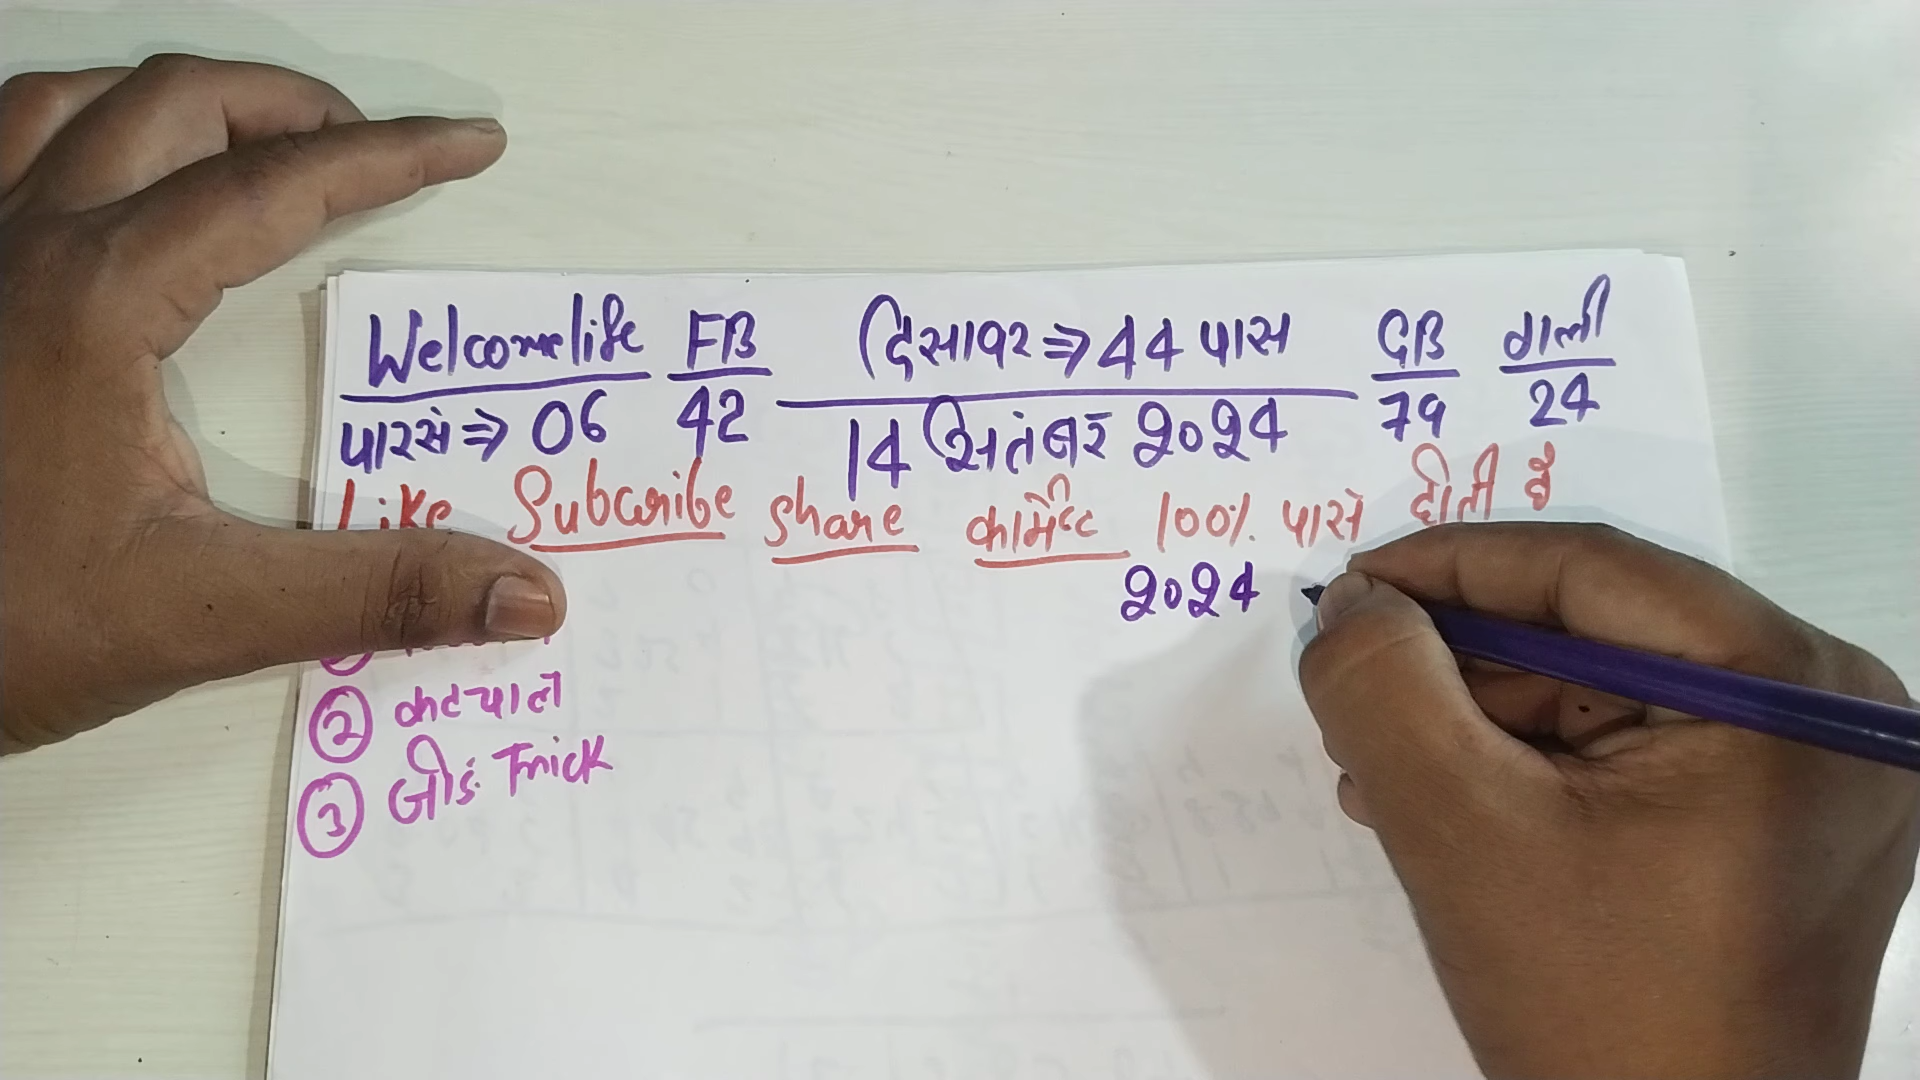 Welcomelife FB दिसावर ⇒ 44 पास GB गली
पारसं ⇒ 06 42 14 सितंबर 2024 79 24
Like Subcribe share कामेन्ट 100% पास होती है
2024
②
③ जोड Trick